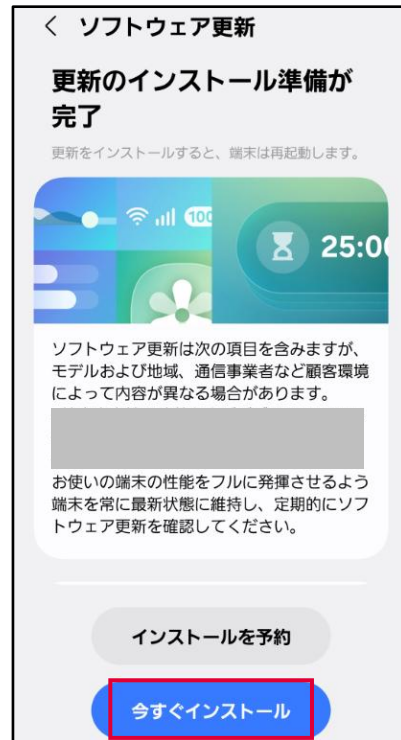 < ソフトウェア更新
更新のインストール準備が
完了
更新をインストールすると、端末は再起動します。
100
25:00
ソフトウェア更新は次の項目を含みますが、
モデルおよび地域、通信事業者など顧客環境
によって内容が異なる場合があります。
お使いの端末の性能をフルに発揮させるよう
端末を常に最新状態に維持し、定期的にソフ
トウェア更新を確認してください。
インストールを予約
今すぐインストール